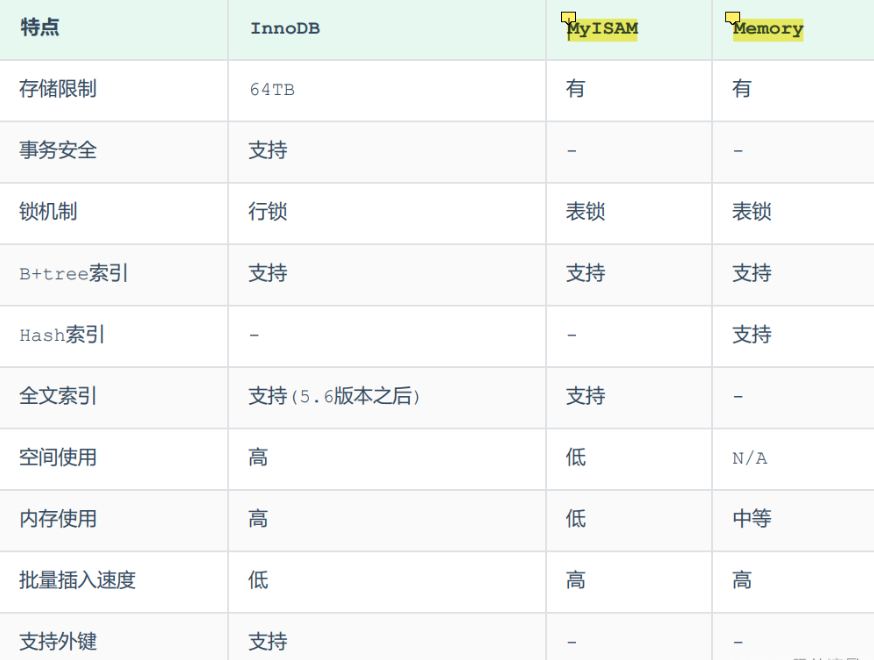 特点 InnoDB MyISAM Memory
存储限制 64TB 有 有
事务安全 支持 - -
锁机制 行锁 表锁 表锁
B+tree索引 支持 支持 支持
Hash索引 - - 支持
全文索引 支持(5.6版本之后) 支持 -
空间使用 高 低 N/A
内存使用 高 低 中等
批量插入速度 低 高 高
支持外键 支持 - -